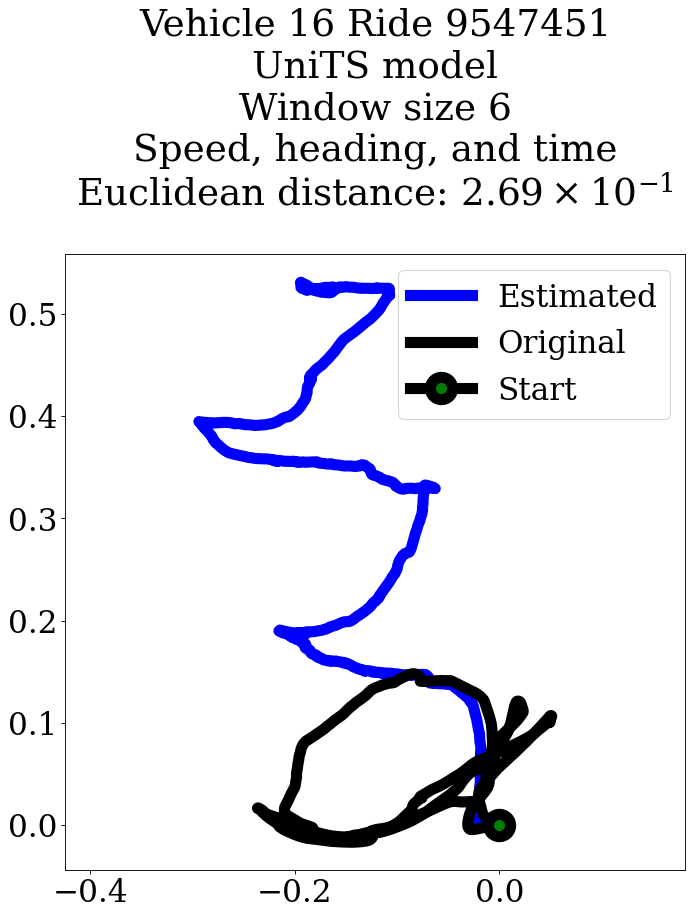 Vehicle 16 Ride 9547451
UniTS model
Window size 6
Speed, heading, and time
Euclidean distance: 2.69 × 10⁻¹
Estimated
Original
Start
0.5
0.4
0.3
0.2
0.1
0.0
−0.4 −0.2 0.0